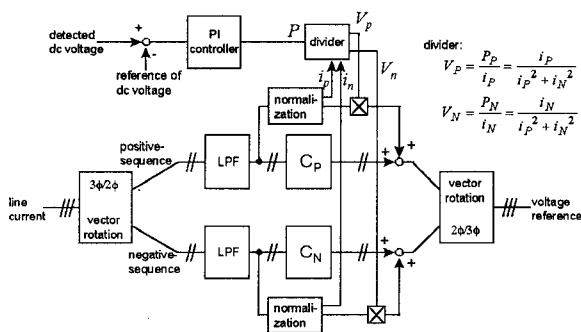 detected
dc voltage
+
-
reference of
dc voltage
PI
controller
P
divider
V_p
V_n
i_p i_n
normali-
zation
divider:
V_P = P_P / i_P = i_P / (i_P^2 + i_N^2)
V_N = P_N / i_N = i_N / (i_P^2 + i_N^2)
positive-
sequence
LPF
C_P
+
+
line
current
3ϕ/2ϕ
vector
rotation
vector
rotation
2ϕ/3ϕ
voltage
reference
negative-
sequence
LPF
C_N
+
+
normali-
zation